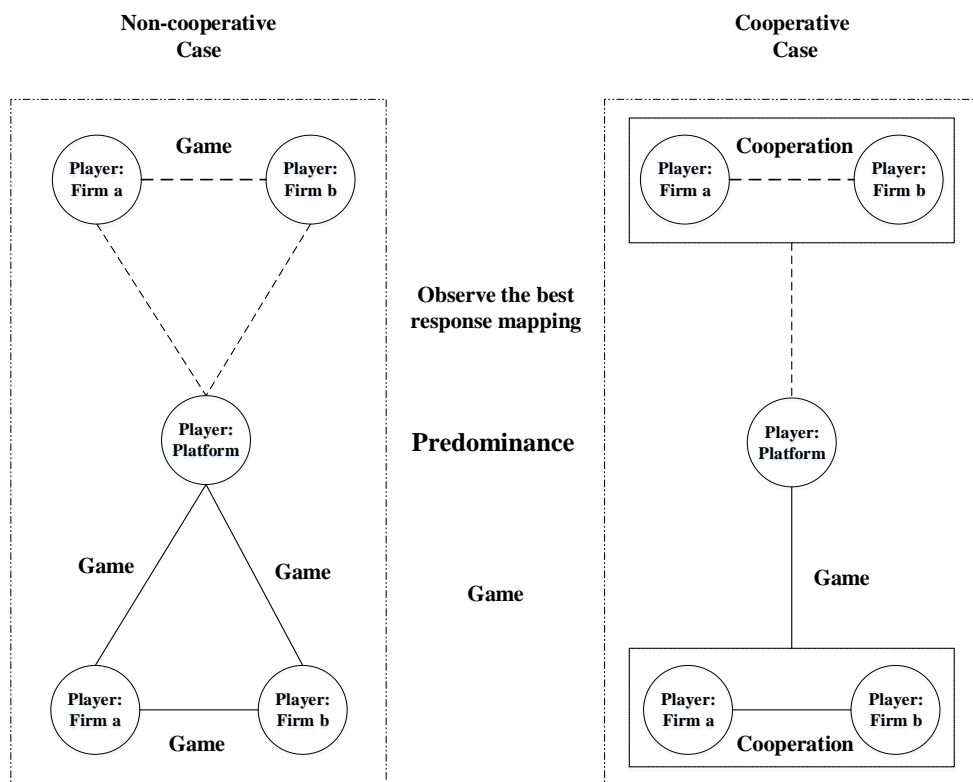 Non-cooperative
Case
Cooperative
Case
Game
Player:
Firm a
Player:
Firm b
Cooperation
Player:
Firm a
Player:
Firm b
Observe the best
response mapping
Player:
Platform
Predominance
Player:
Platform
Game
Game
Game
Game
Player:
Firm a
Player:
Firm b
Game
Player:
Firm a
Player:
Firm b
Cooperation